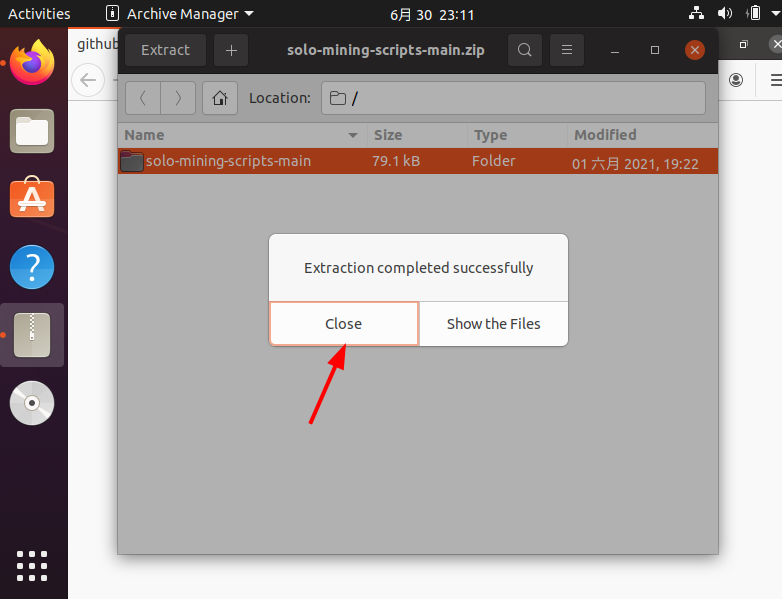 Activities Archive Manager 6月 30 23:11
github
Extract + solo-mining-scripts-main.zip
Location: /
Name Size Type Modified
solo-mining-scripts-main 79.1 kB Folder 01 六月 2021, 19:22
Extraction completed successfully
Close Show the Files